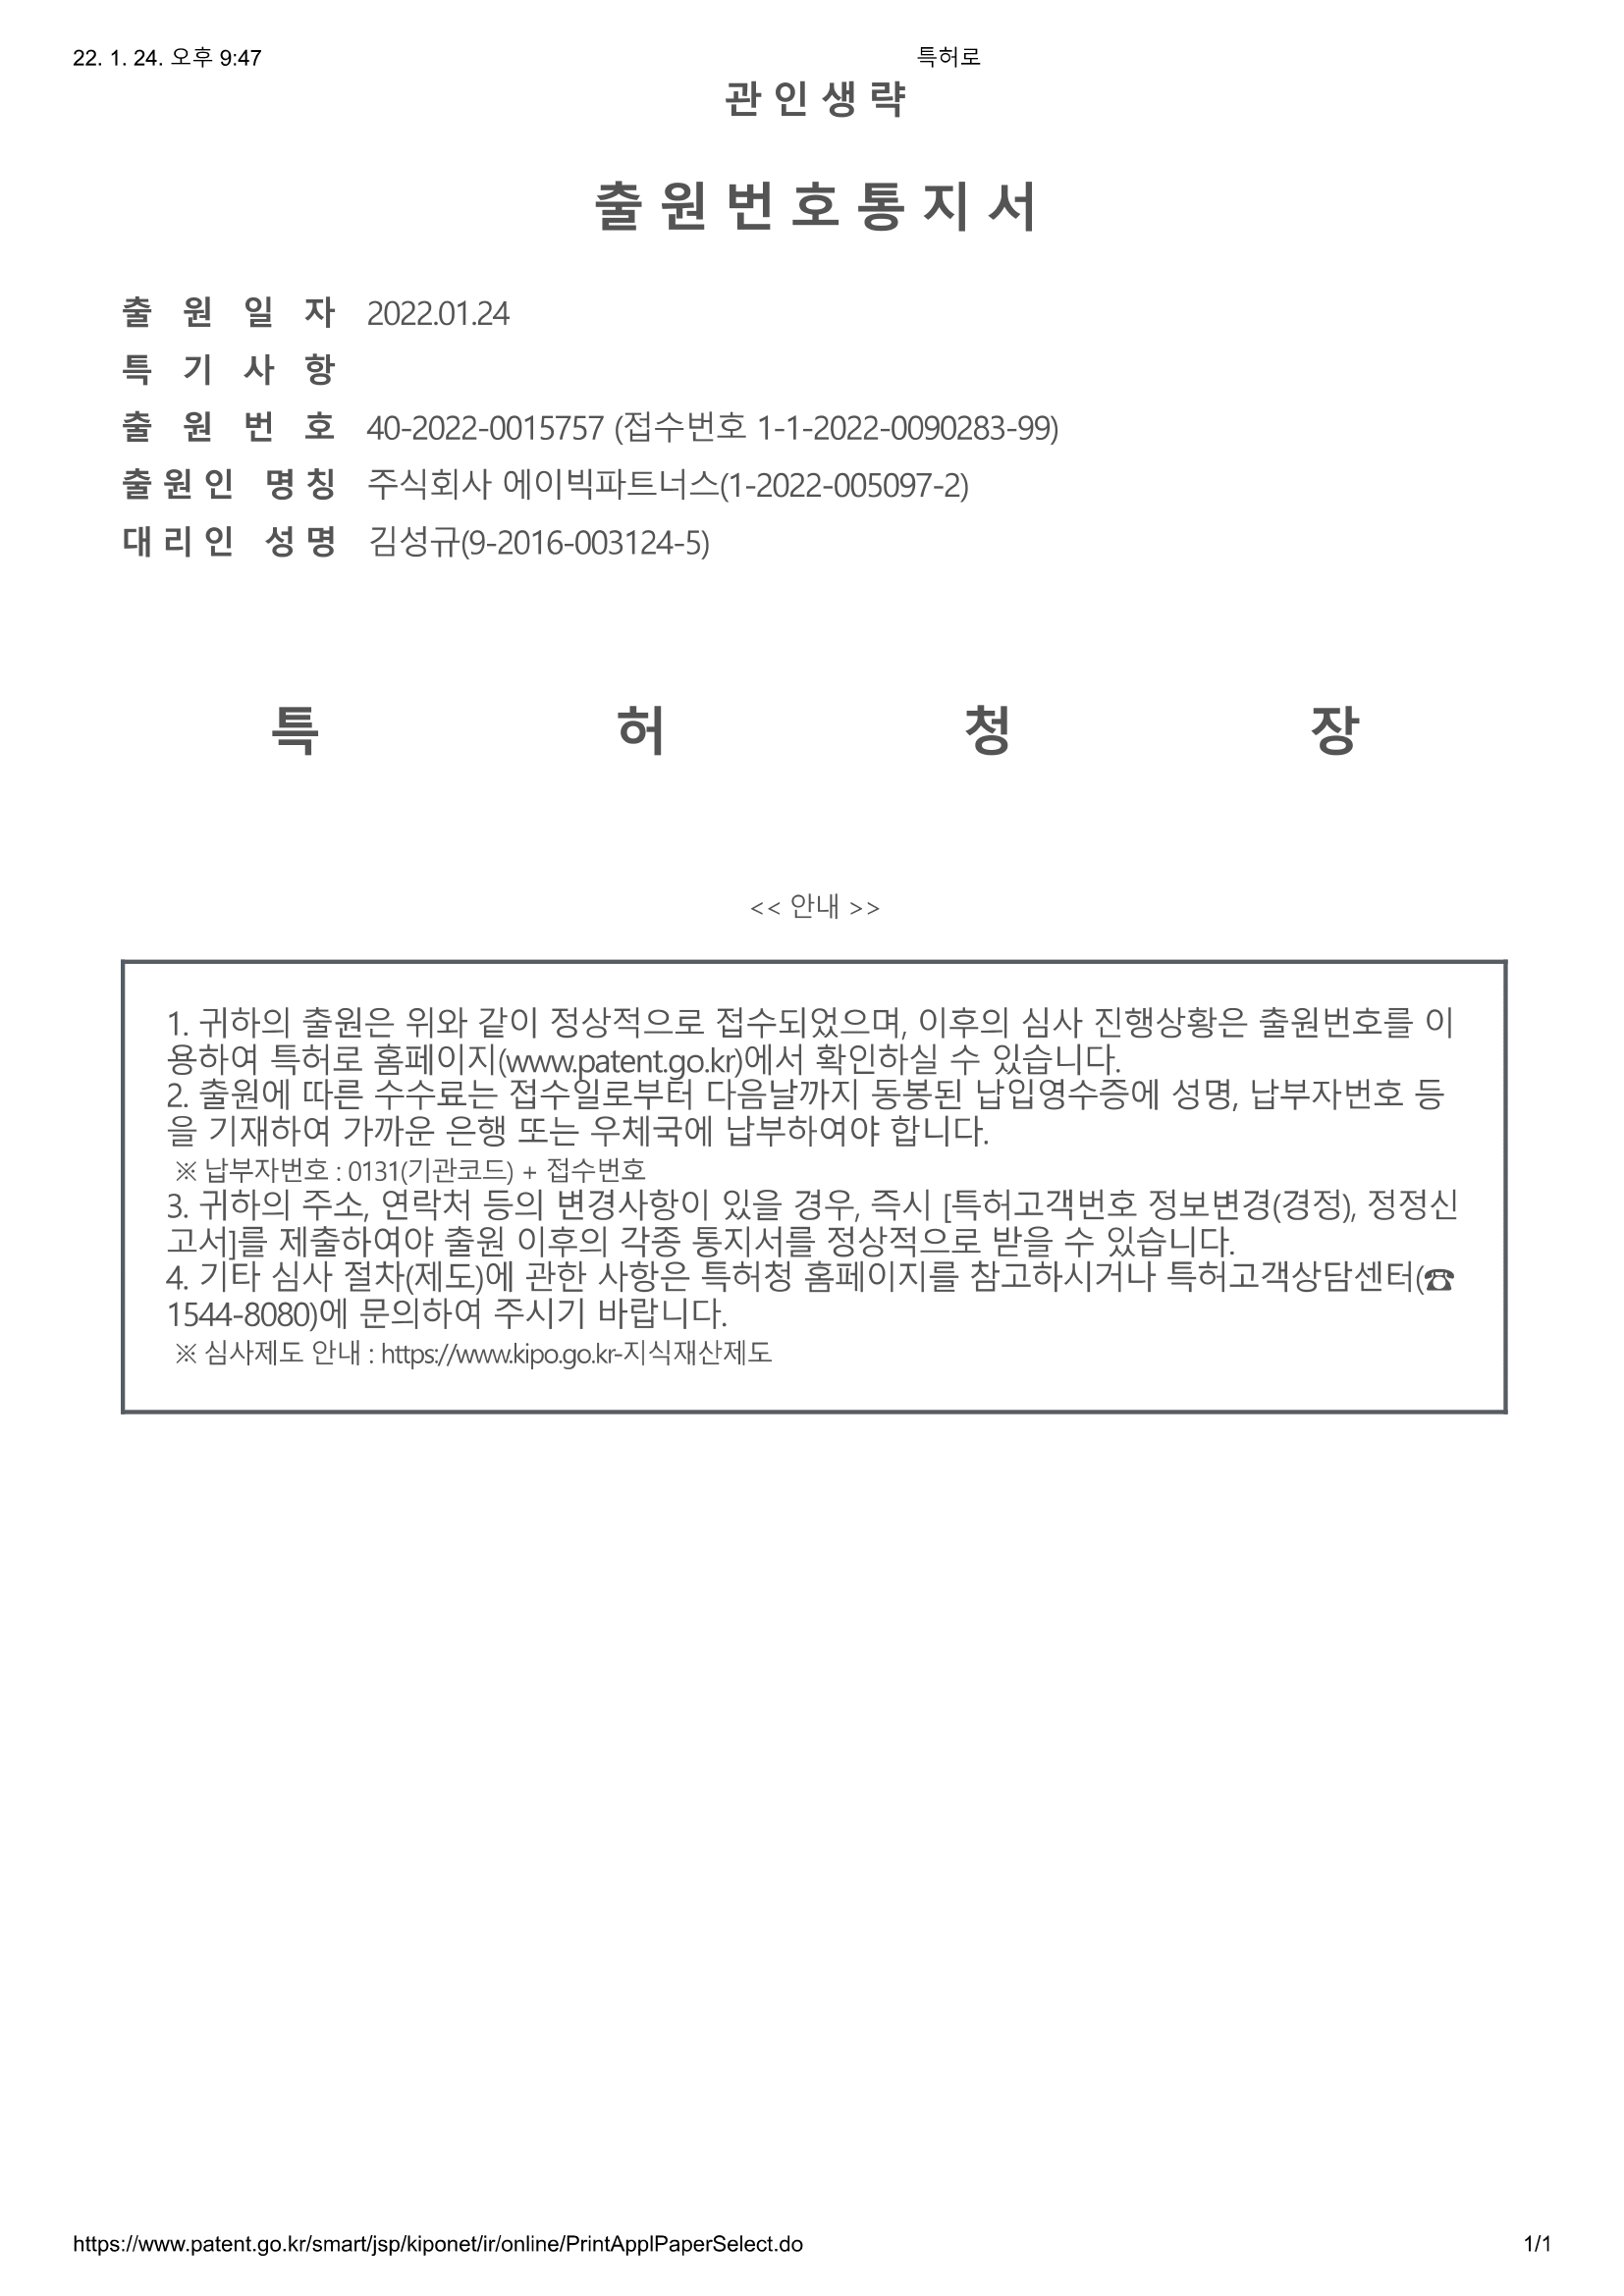 22. 1. 24. 오후 9:47 특허로
관 인 생 략
출 원 번 호 통 지 서
출 원 일 자 2022.01.24
특 기 사 항
출 원 번 호 40-2022-0015757 (접수번호 1-1-2022-0090283-99)
출 원 인 명 칭 주식회사 에이빅파트너스(1-2022-005097-2)
대 리 인 성 명 김성규(9-2016-003124-5)
특 허 청 장
<< 안내 >>
1. 귀하의 출원은 위와 같이 정상적으로 접수되었으며, 이후의 심사 진행상황은 출원번호를 이
용하여 특허로 홈페이지(www.patent.go.kr)에서 확인하실 수 있습니다.
2. 출원에 따른 수수료는 접수일로부터 다음날까지 동봉된 납입영수증에 성명, 납부자번호 등
을 기재하여 가까운 은행 또는 우체국에 납부하여야 합니다.
※ 납부자번호 : 0131(기관코드) + 접수번호
3. 귀하의 주소, 연락처 등의 변경사항이 있을 경우, 즉시 [특허고객번호 정보변경(경정), 정정신
고서]를 제출하여야 출원 이후의 각종 통지서를 정상적으로 받을 수 있습니다.
4. 기타 심사 절차(제도)에 관한 사항은 특허청 홈페이지를 참고하시거나 특허고객상담센터(☎
1544-8080)에 문의하여 주시기 바랍니다.
※ 심사제도 안내 : https://www.kipo.go.kr-지식재산제도
https://www.patent.go.kr/smart/jsp/kiponet/ir/online/PrintApplPaperSelect.do 1/1